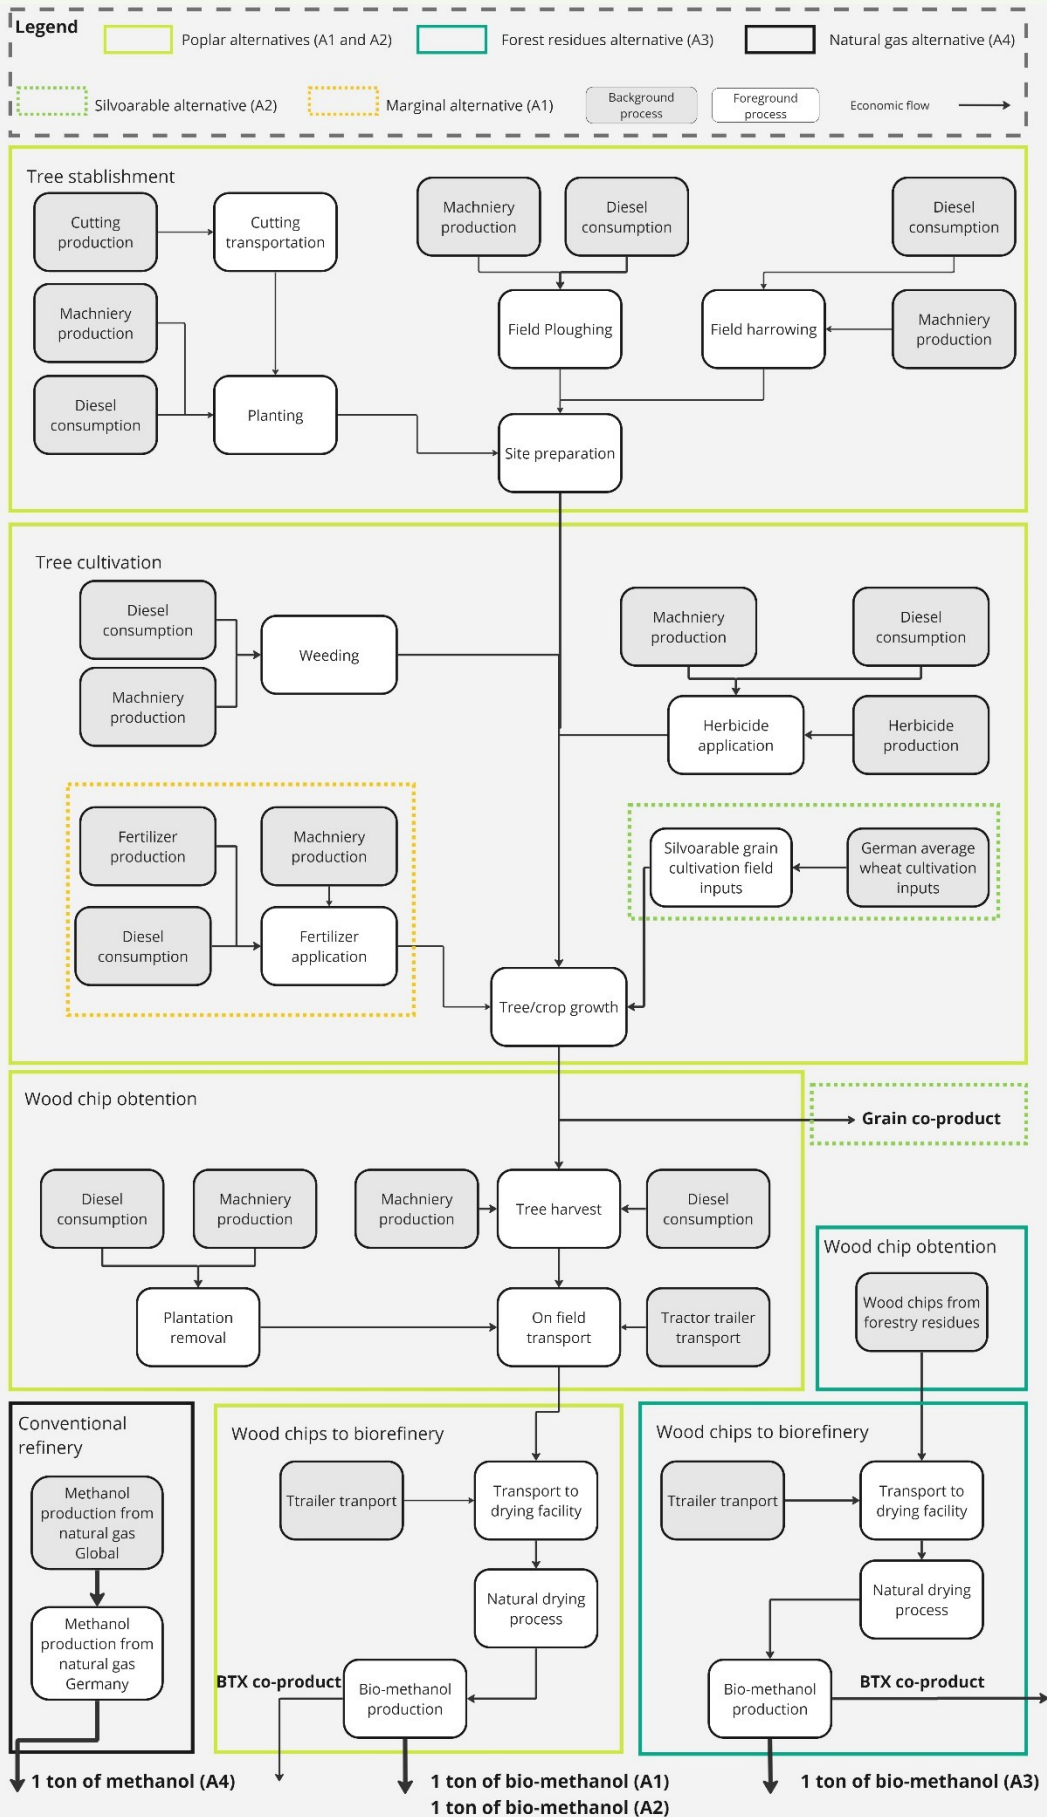 Legend
Poplar alternatives (A1 and A2)
Forest residues alternative (A3)
Natural gas alternative (A4)
Silvoarable alternative (A2)
Marginal alternative (A1)
Background
process
Foreground
process
Economic flow
Tree stablishment
Cutting
production
Cutting
transportation
Machniery
production
Diesel
consumption
Diesel
consumption
Machniery
production
Field Ploughing
Field harrowing
Machniery
production
Diesel
consumption
Planting
Site preparation
Tree cultivation
Diesel
consumption
Weeding
Machniery
production
Machniery
production
Diesel
consumption
Herbicide
application
Herbicide
production
Fertilizer
production
Machniery
production
Diesel
consumption
Fertilizer
application
Silvoarable grain
cultivation field
inputs
German average
wheat cultivation
inputs
Tree/crop growth
Wood chip obtention
Grain co-product
Diesel
consumption
Machniery
production
Machniery
production
Tree harvest
Diesel
consumption
Plantation
removal
On field
transport
Tractor trailer
transport
Wood chip obtention
Wood chips from
forestry residues
Conventional
refinery
Methanol
production from
natural gas
Global
Methanol
production from
natural gas
Germany
1 ton of methanol (A4)
Wood chips to biorefinery
Ttrailer tranport
Transport to
drying facility
Natural drying
process
BTX co-product
Bio-methanol
production
1 ton of bio-methanol (A1)
1 ton of bio-methanol (A2)
Wood chips to biorefinery
Ttrailer tranport
Transport to
drying facility
Natural drying
process
Bio-methanol
production
BTX co-product
1 ton of bio-methanol (A3)